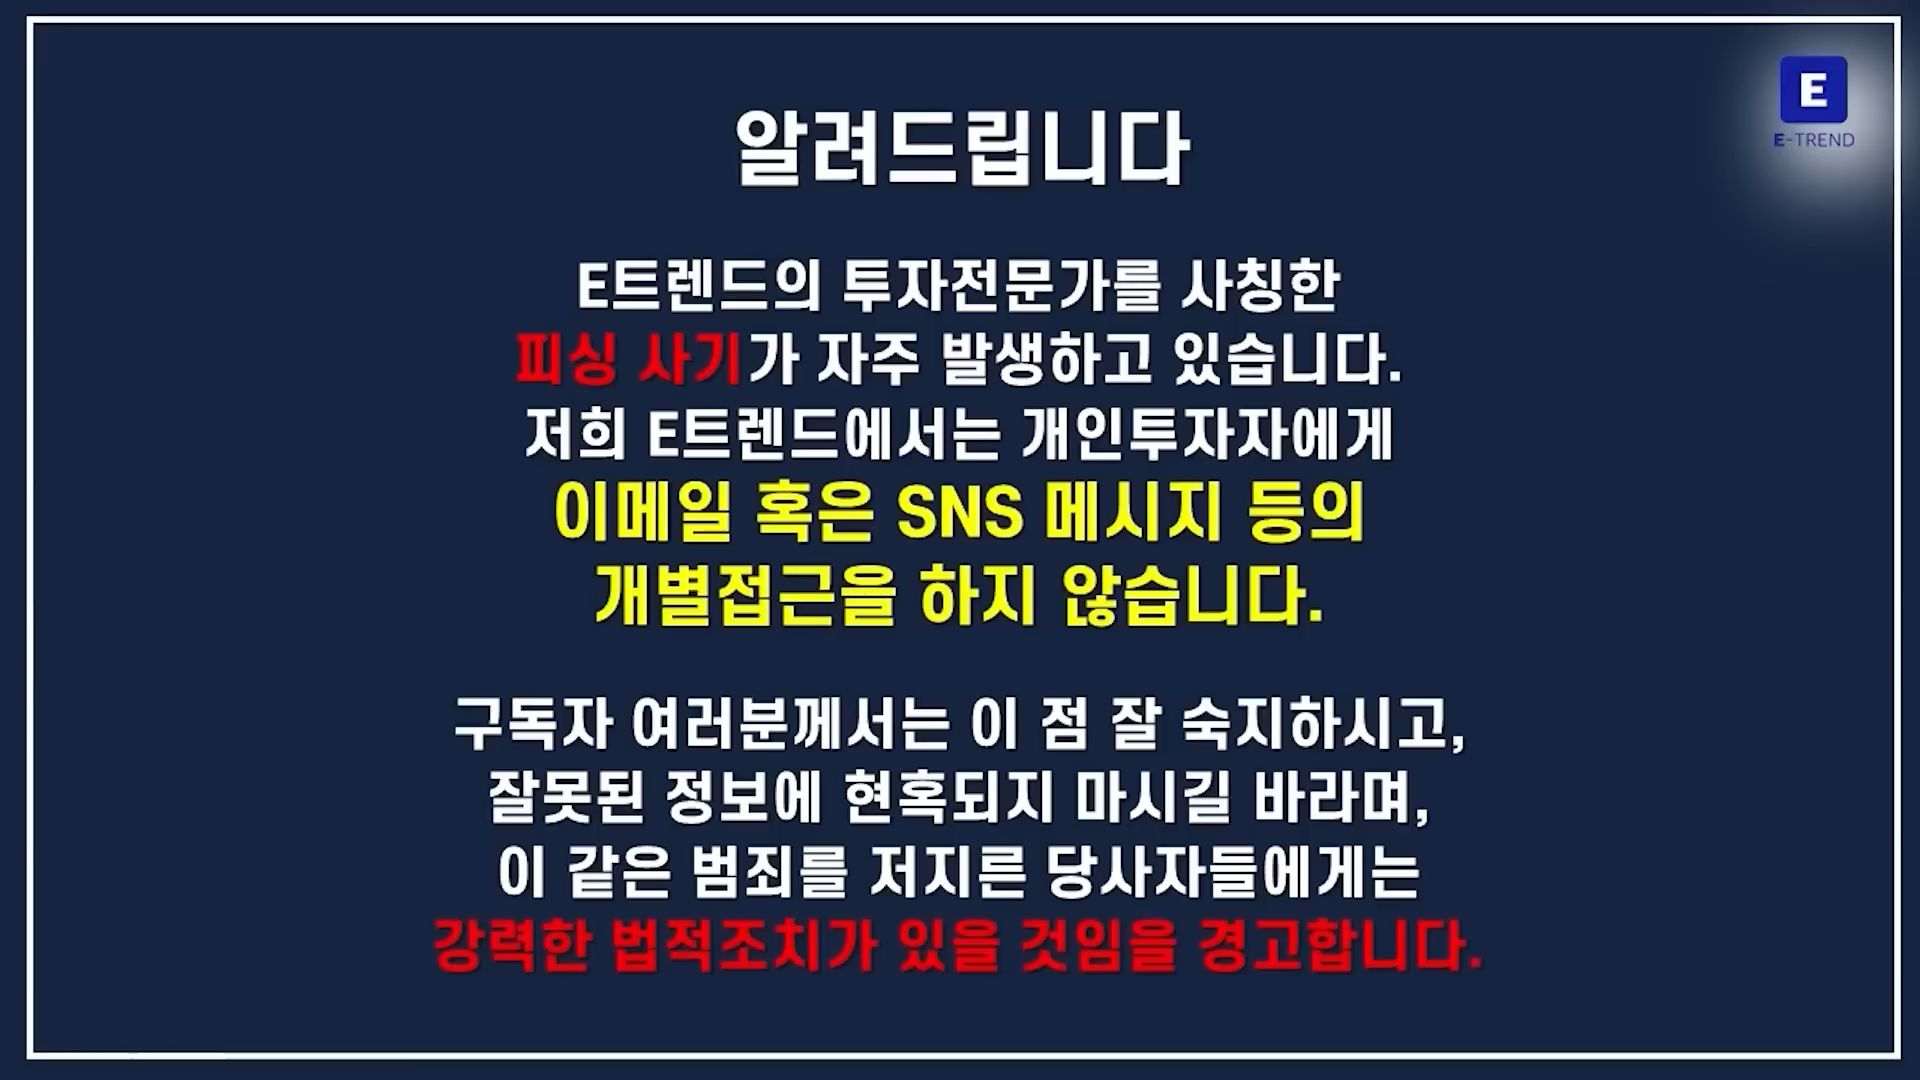 E
E-TREND
알려드립니다
E트렌드의 투자전문가를 사칭한
피싱 사기가 자주 발생하고 있습니다.
저희 E트렌드에서는 개인투자자에게
이메일 혹은 SNS 메시지 등의
개별접근을 하지 않습니다.
구독자 여러분께서는 이 점 잘 숙지하시고,
잘못된 정보에 현혹되지 마시길 바라며,
이 같은 범죄를 저지른 당사자들에게는
강력한 법적조치가 있을 것임을 경고합니다.